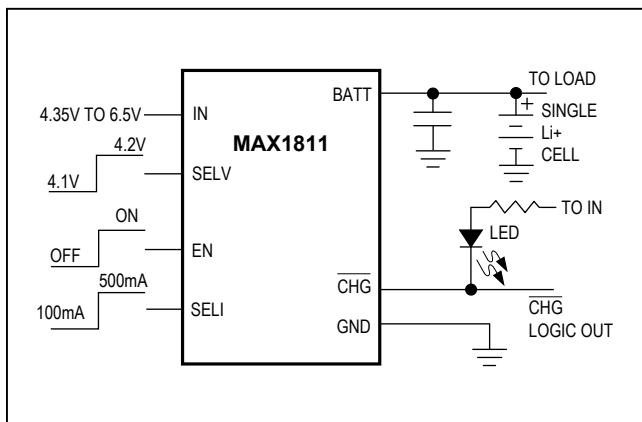 BATT
TO LOAD
4.35V TO 6.5V
IN
+
SINGLE
Li+
CELL
MAX1811
4.2V
4.1V
SELV
TO IN
ON
OFF
EN
LED
500mA
100mA
SELI
CHG
CHG
LOGIC OUT
GND